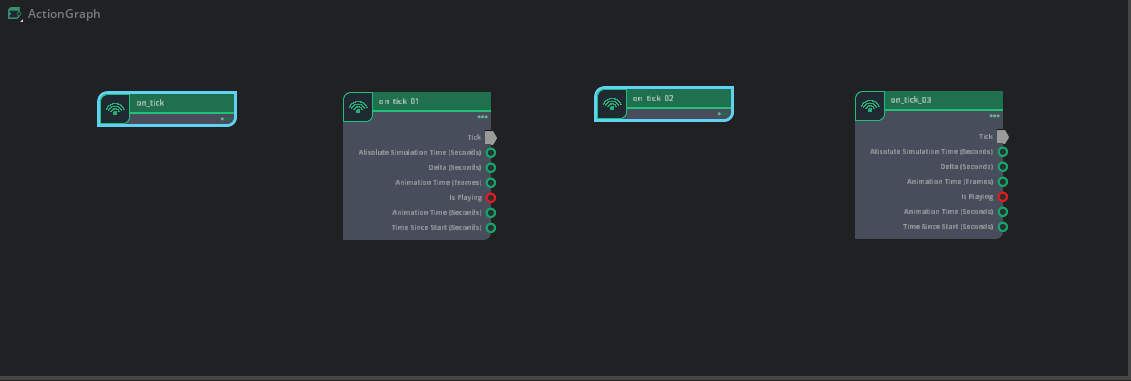 ActionGraph
on_tick
on_tick_01
Tick
Absolute Simulation Time (Seconds)
Delta (Seconds)
Animation Time (Frames)
Is Playing
Animation Time (Seconds)
Time Since Start (Seconds)
on_tick_02
on_tick_03
Tick
Absolute Simulation Time (Seconds)
Delta (Seconds)
Animation Time (Frames)
Is Playing
Animation Time (Seconds)
Time Since Start (Seconds)